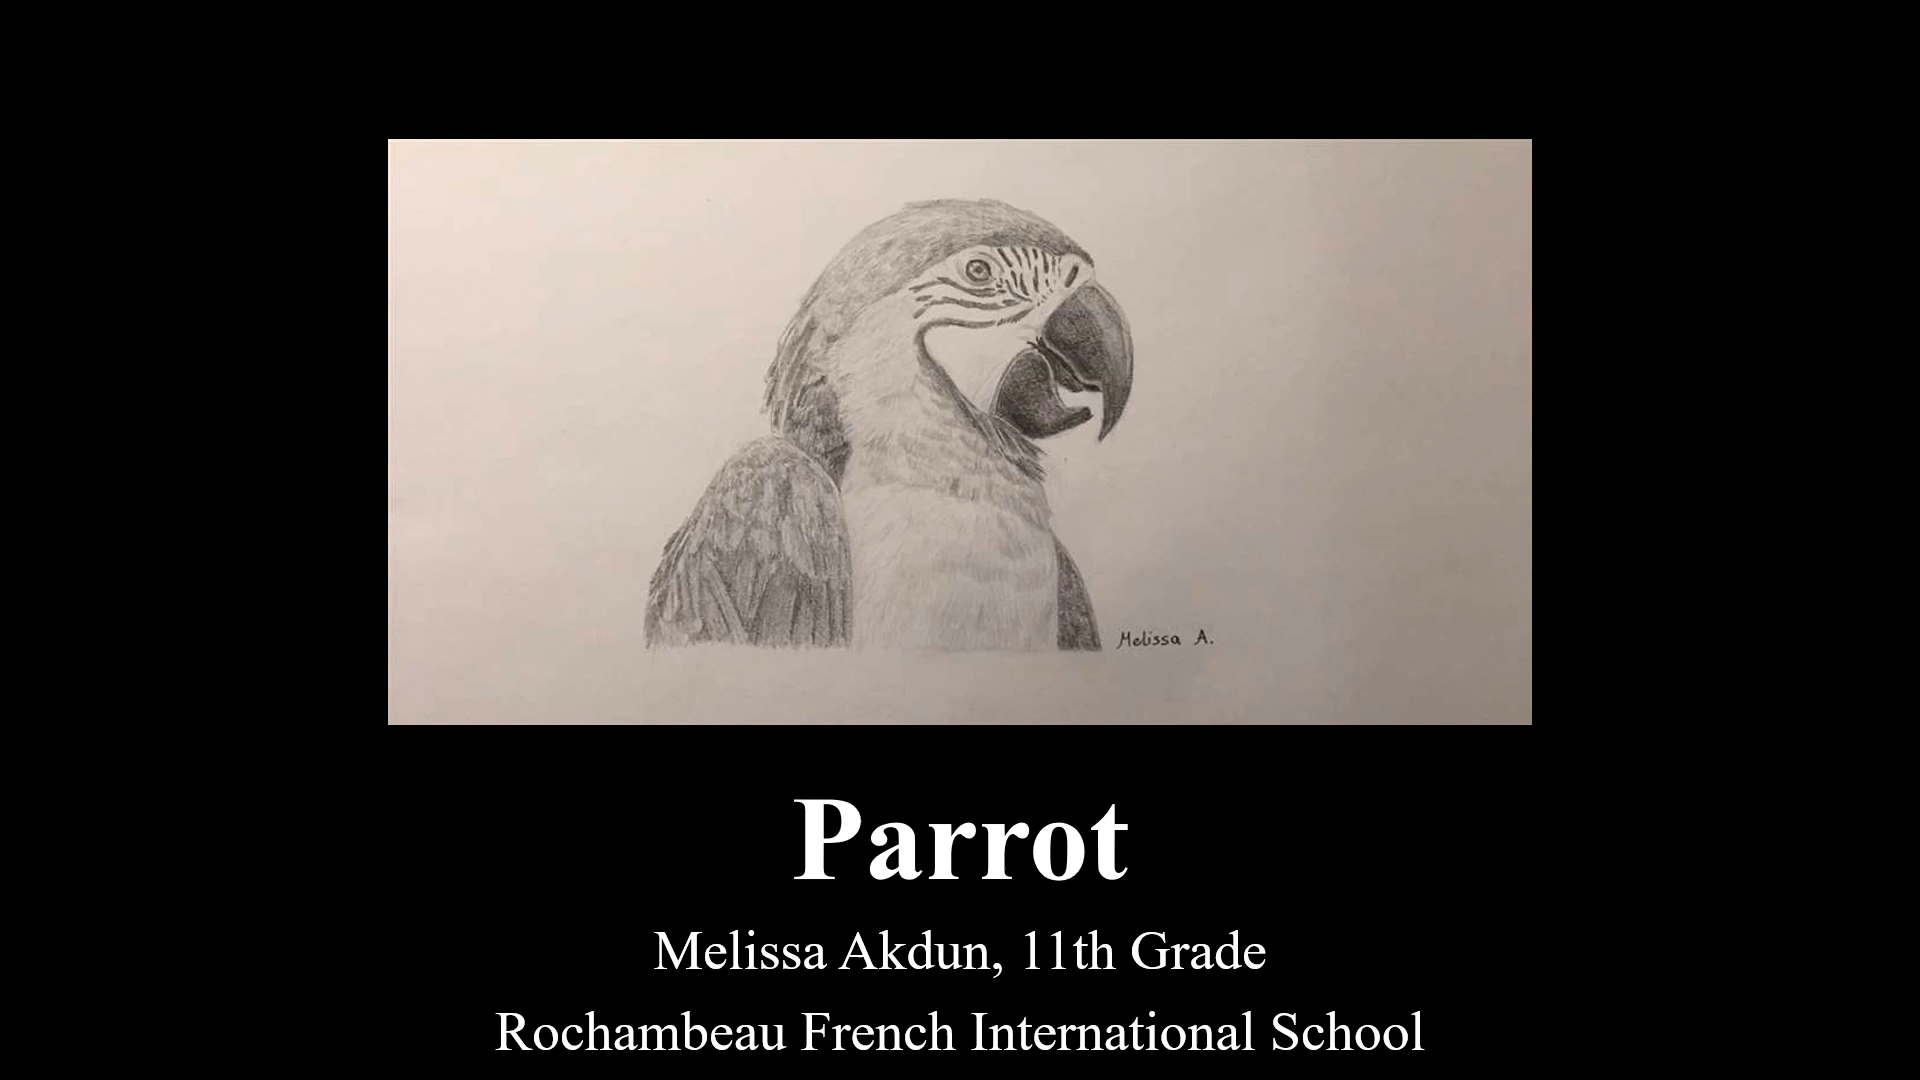 Melissa A.
Parrot
Melissa Akdun, 11th Grade
Rochambeau French International School